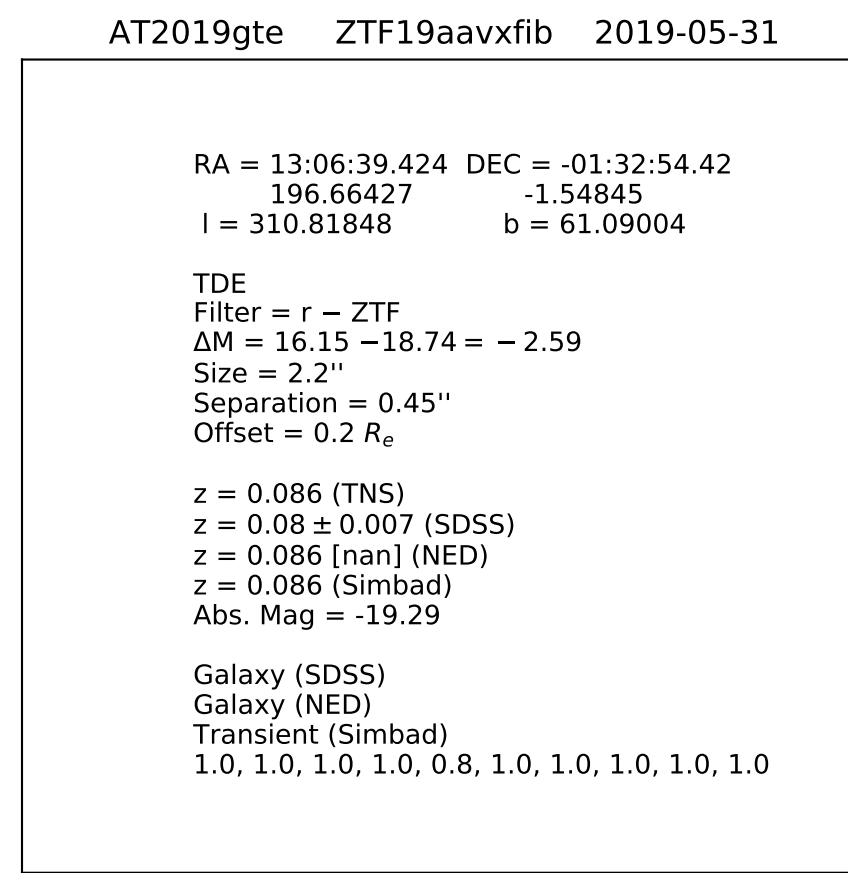 AT2019gte ZTF19aavxfib 2019-05-31
RA = 13:06:39.424 DEC = -01:32:54.42
196.66427 -1.54845
l = 310.81848 b = 61.09004
TDE
Filter = r − ZTF
ΔM = 16.15 −18.74 = − 2.59
Size = 2.2''
Separation = 0.45''
Offset = 0.2 Re
z = 0.086 (TNS)
z = 0.08 ± 0.007 (SDSS)
z = 0.086 [nan] (NED)
z = 0.086 (Simbad)
Abs. Mag = -19.29
Galaxy (SDSS)
Galaxy (NED)
Transient (Simbad)
1.0, 1.0, 1.0, 1.0, 0.8, 1.0, 1.0, 1.0, 1.0, 1.0